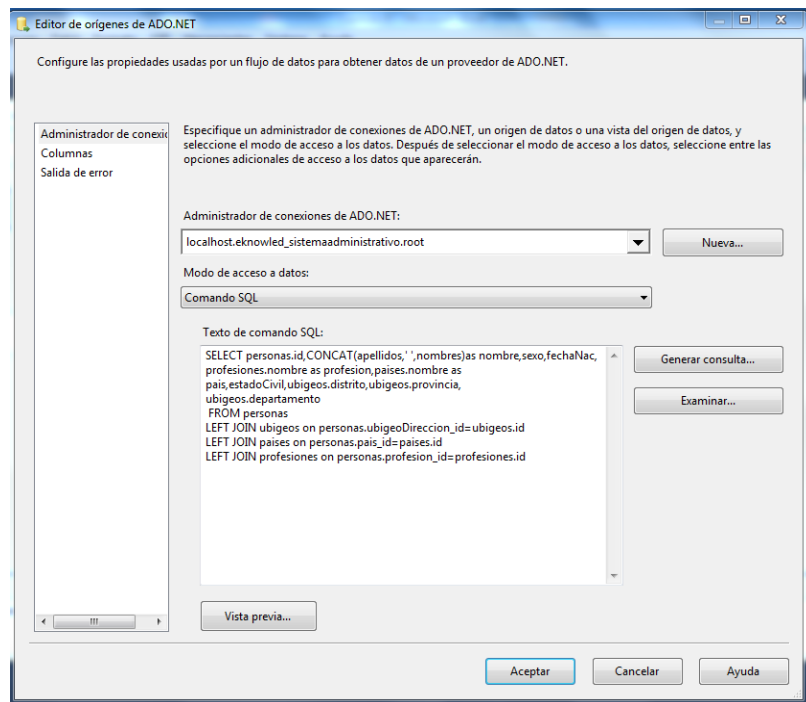 Editor de orígenes de ADO.NET
Configure las propiedades usadas por un flujo de datos para obtener datos de un proveedor de ADO.NET.
Administrador de conexic
Columnas
Salida de error
Especifique un administrador de conexiones de ADO.NET, un origen de datos o una vista del origen de datos, y
seleccione el modo de acceso a los datos. Después de seleccionar el modo de acceso a los datos, seleccione entre las
opciones adicionales de acceso a los datos que aparecerán.
Administrador de conexiones de ADO.NET:
localhost.eknowled_sistemaadministrativo.root
Nueva...
Modo de acceso a datos:
Comando SQL
Texto de comando SQL:
SELECT personas.id,CONCAT(apellidos,' ',nombres)as nombre,sexo,fechaNac,
profesiones.nombre as profesion,paises.nombre as
pais,estadoCivil,ubigeos.distrito,ubigeos.provincia,
ubigeos.departamento
FROM personas
LEFT JOIN ubigeos on personas.ubigeoDireccion_id=ubigeos.id
LEFT JOIN paises on personas.pais_id=paises.id
LEFT JOIN profesiones on personas.profesion_id=profesiones.id
Generar consulta...
Examinar...
Vista previa...
Aceptar
Cancelar
Ayuda